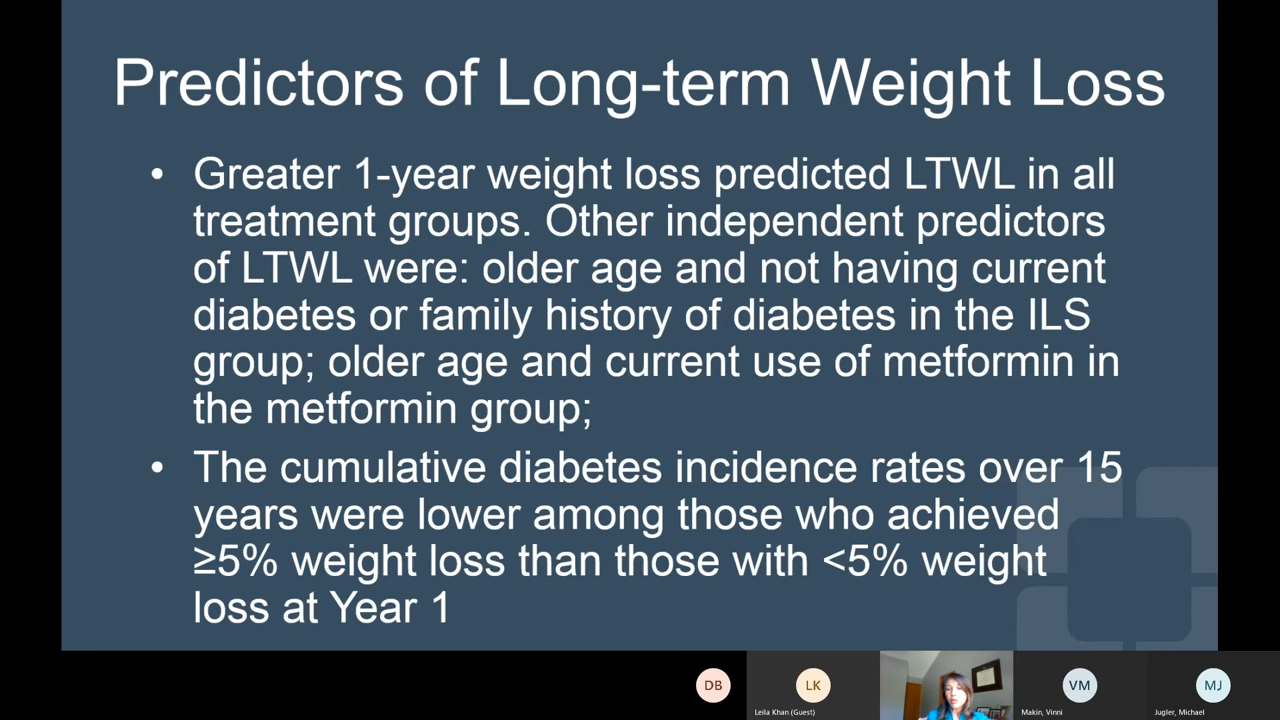 Predictors of Long-term Weight Loss
• Greater 1-year weight loss predicted LTWL in all
treatment groups. Other independent predictors
of LTWL were: older age and not having current
diabetes or family history of diabetes in the ILS
group; older age and current use of metformin in
the metformin group;
• The cumulative diabetes incidence rates over 15
years were lower among those who achieved
≥5% weight loss than those with <5% weight
loss at Year 1
DB
LK
VM
MJ
Leila Khan (Guest)
Makin, Vinni
Jugler, Michael